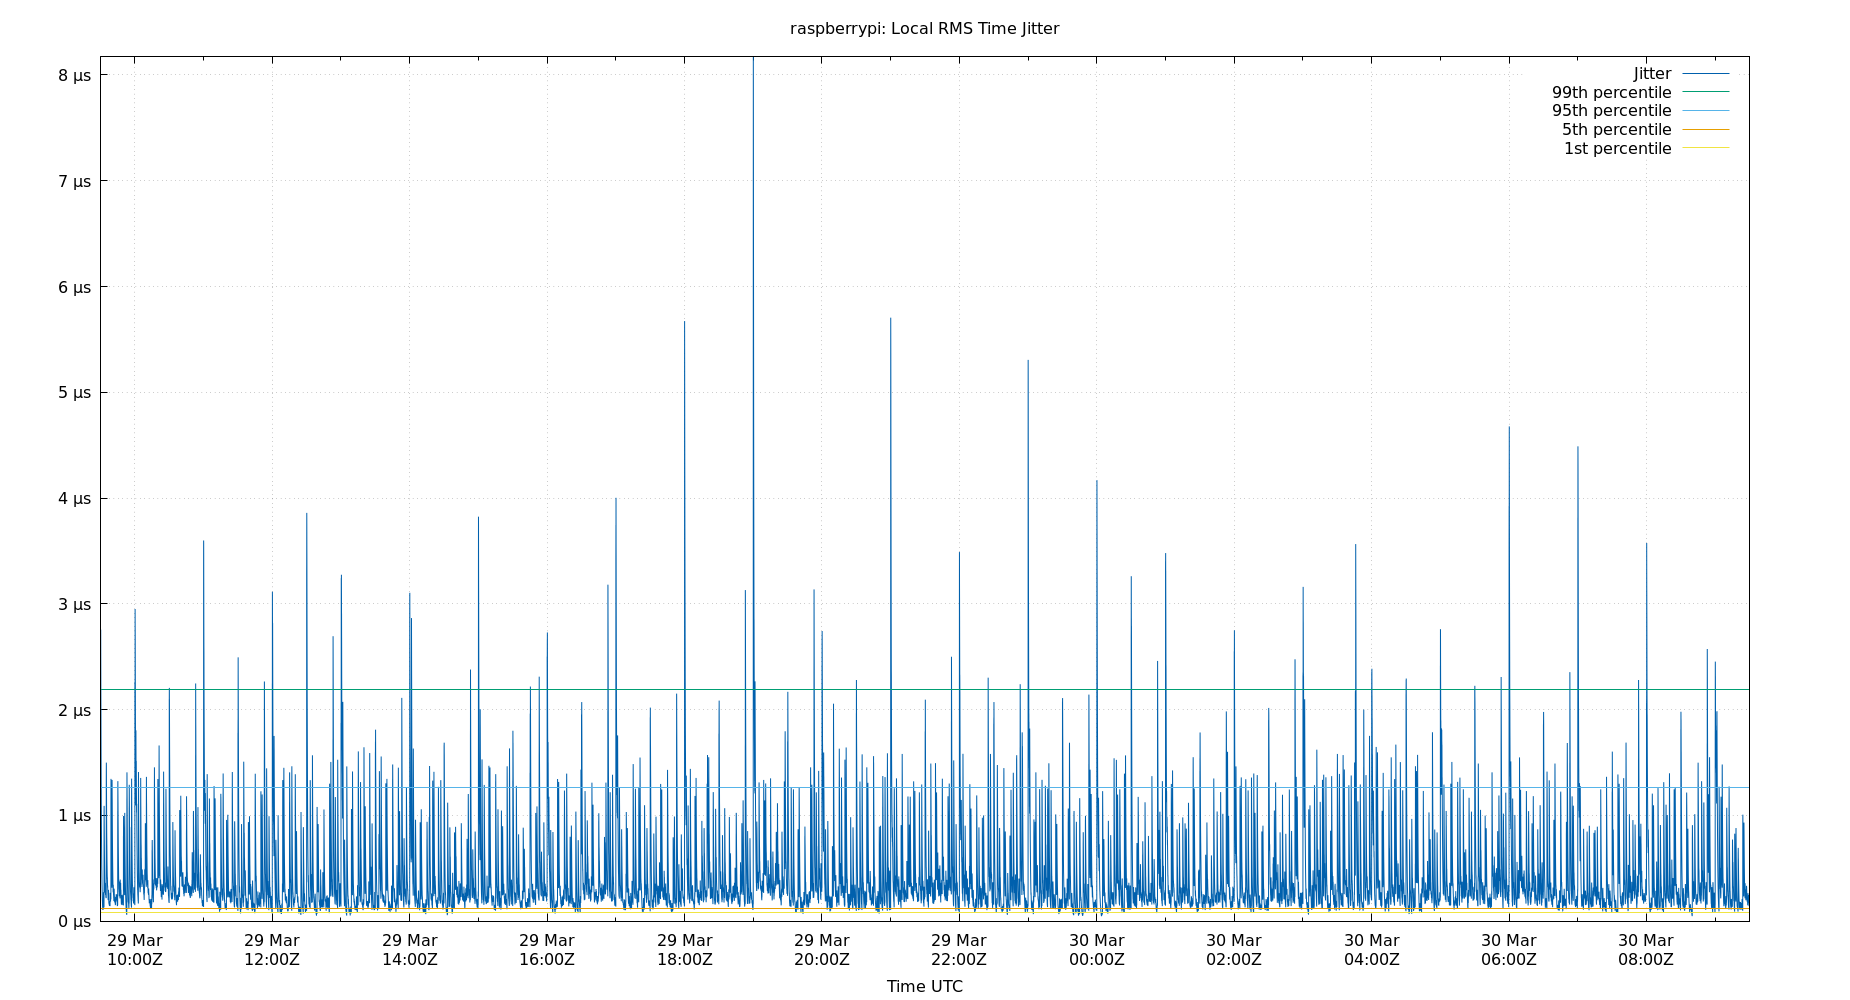 raspberrypi: Local RMS Time Jitter
8 µs
7 µs
6 µs
5 µs
4 µs
3 µs
2 µs
1 µs
0 µs
Jitter
99th percentile
95th percentile
5th percentile
1st percentile
29 Mar 29 Mar 29 Mar 29 Mar 29 Mar 29 Mar 29 Mar 30 Mar 30 Mar 30 Mar 30 Mar 30 Mar
10:00Z 12:00Z 14:00Z 16:00Z 18:00Z 20:00Z 22:00Z 00:00Z 02:00Z 04:00Z 06:00Z 08:00Z
Time UTC